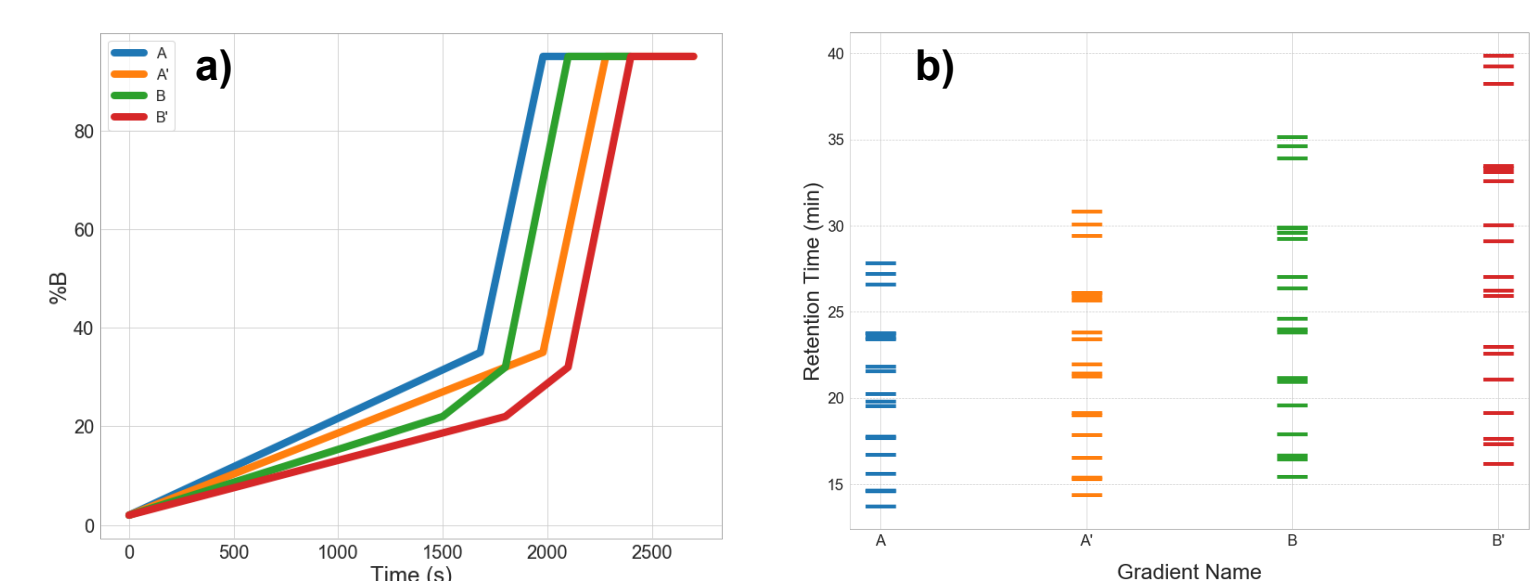 a)
A
A'
B
B'
80
60
40
20
0
%B
0 500 1000 1500 2000 2500
Time (s)
b)
40
35
30
25
20
15
Retention Time (min)
A A' B B'
Gradient Name